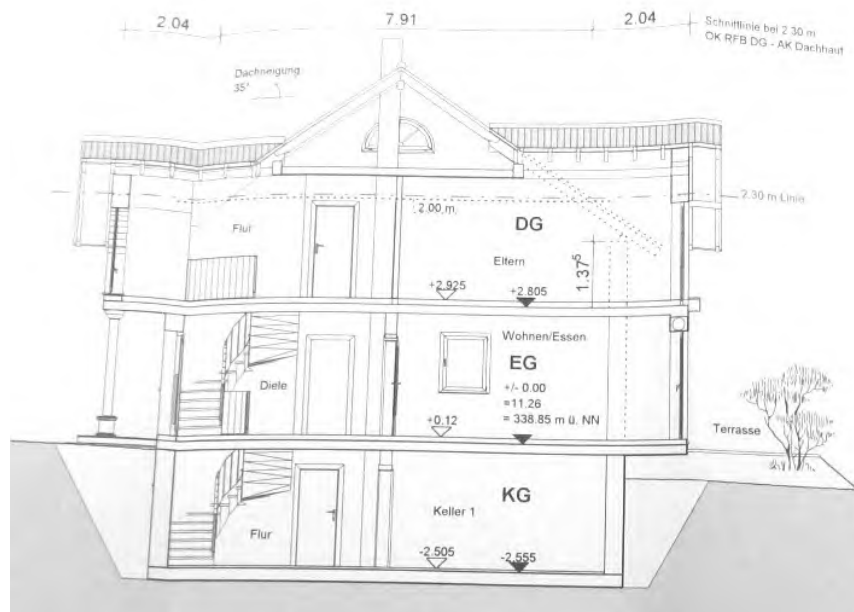 2.04
7.91
2.04
Schnittlinie bei 2.30 m
OK RFB DG - AK Dachhaut
Dachneigung
35°
2.30 m Linie
2.00 m
DG
Flur
Eltern
1.37⁵
+2.925
+2.805
Wohnen/Essen
EG
+/- 0.00
=11.26
= 338.85 m ü. NN
Diele
+0.12
Terrasse
KG
Keller 1
Flur
-2.505
-2.555